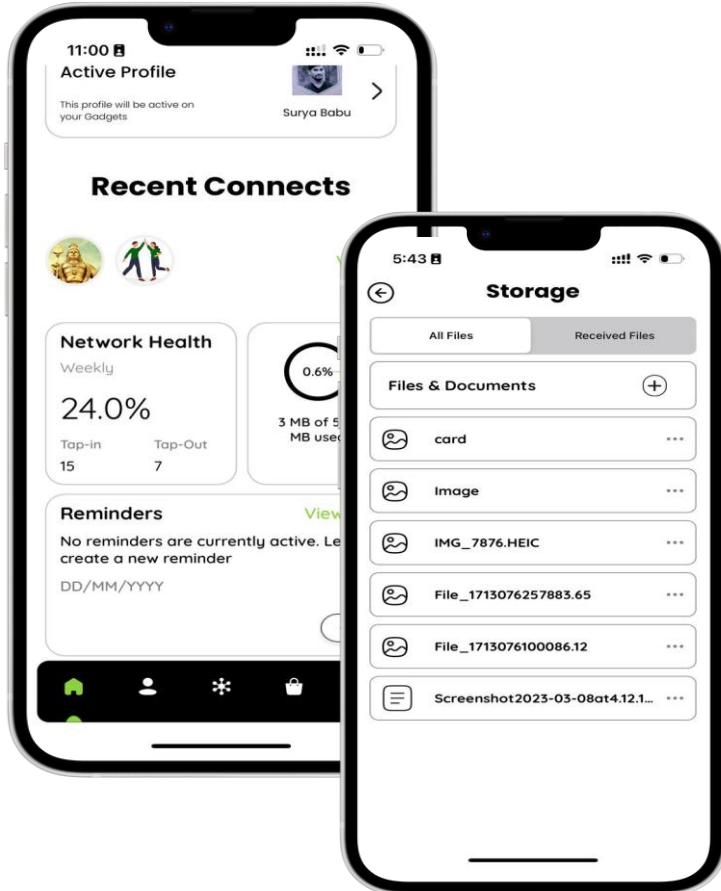 11:00
Active Profile
This profile will be active on
your Gadgets
Surya Babu
Recent Connects
Network Health
Weekly
24.0%
Tap-in
Tap-Out
15
7
0.6%
3 MB of
MB used
Reminders
View
No reminders are currently active.
create a new reminder
DD/MM/YYYY
5:43
Storage
All Files
Received Files
Files & Documents
card
Image
IMG_7876.HEIC
File_1713076257883.65
File_1713076100086.12
Screenshot2023-03-08at4.12.1...